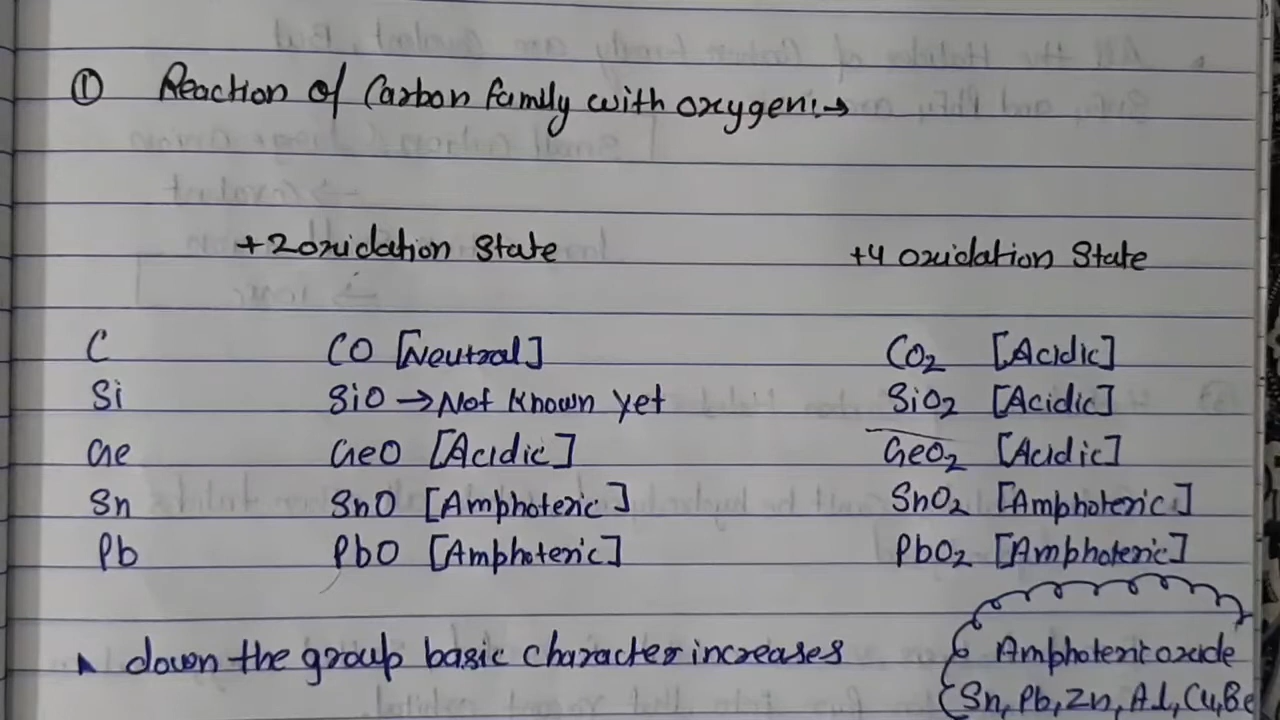 ① Reaction of Carbon family with oxygen:→
+2 oxidation State +4 oxidation State
C CO [Neutral] CO₂ [Acidic]
Si SiO → Not Known yet SiO₂ [Acidic]
Ge GeO [Acidic] GeO₂ [Acidic]
Sn SnO [Amphoteric] SnO₂ [Amphoteric]
Pb PbO [Amphoteric] PbO₂ [Amphoteric]
down the group basic character increases
Amphoteric oxide
(Sn, Pb, Zn, Al, Cu, Be